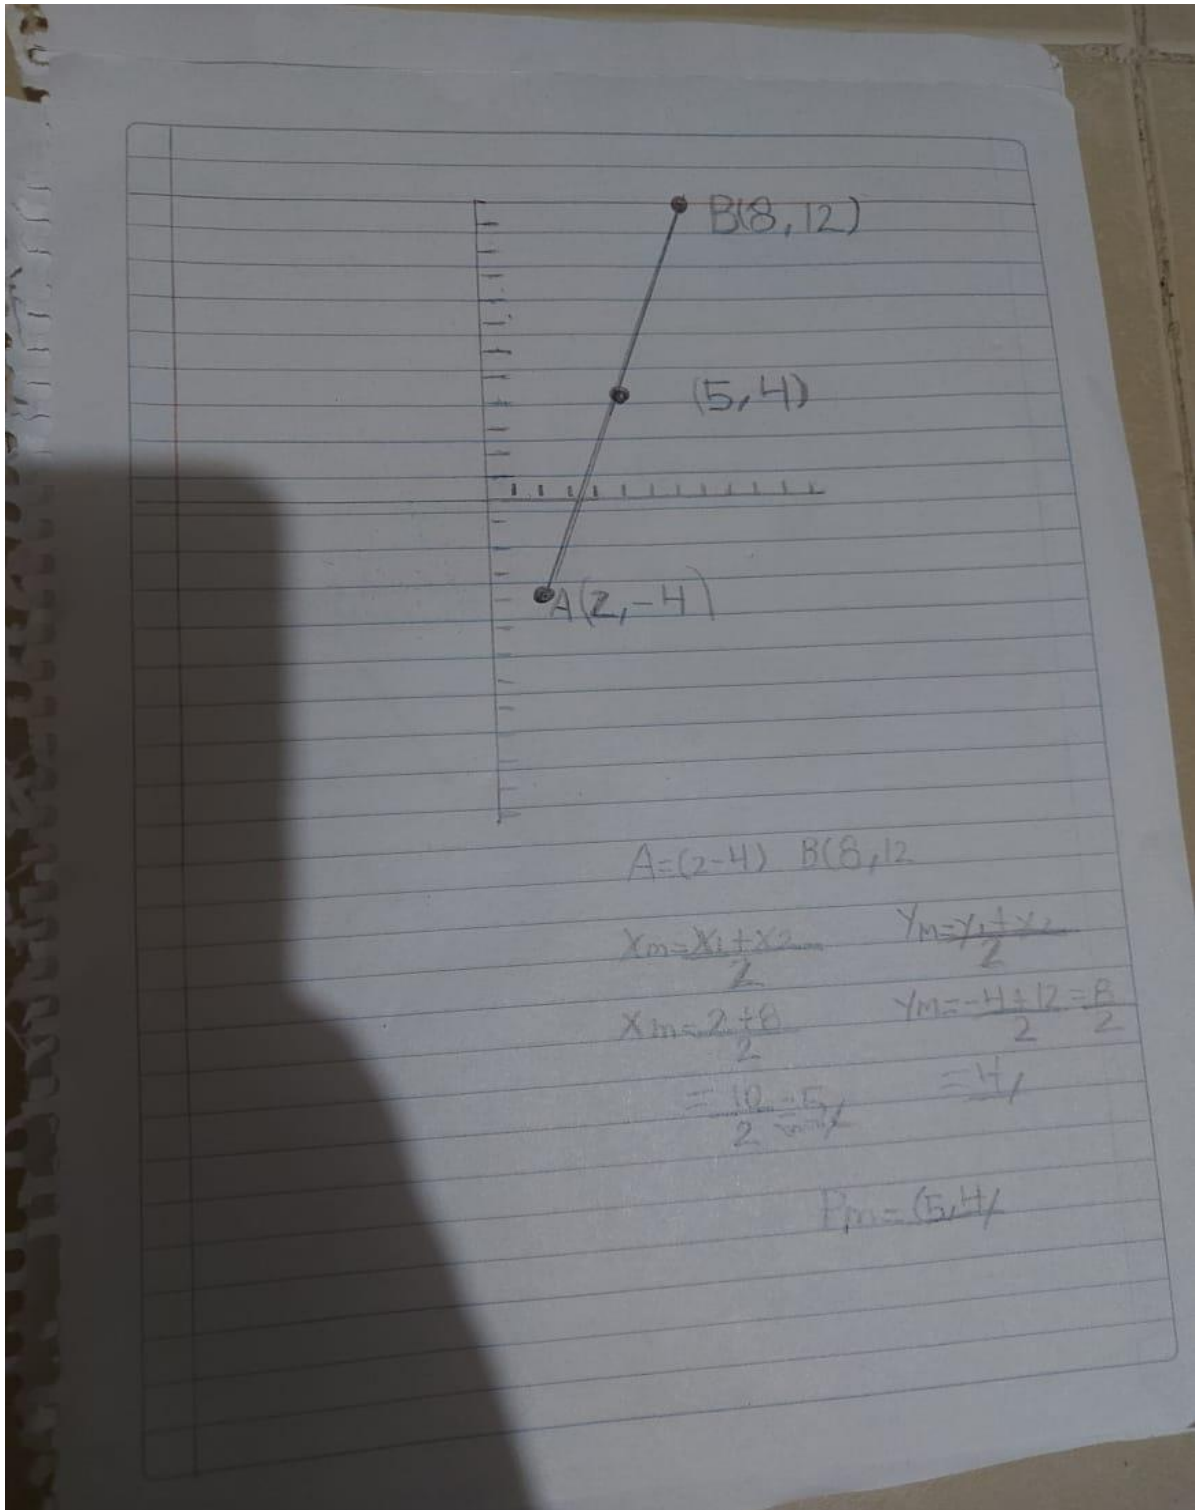 B(8,12)
(5,4)
A(2,-4)
A=(2-4) B(8,12
Xm=X1+X2/2 YM=Y1+Y2/2
Xm=2+8/2 YM=-4+12/2=8/2
=10/2=5 =4
Pm=(5,4